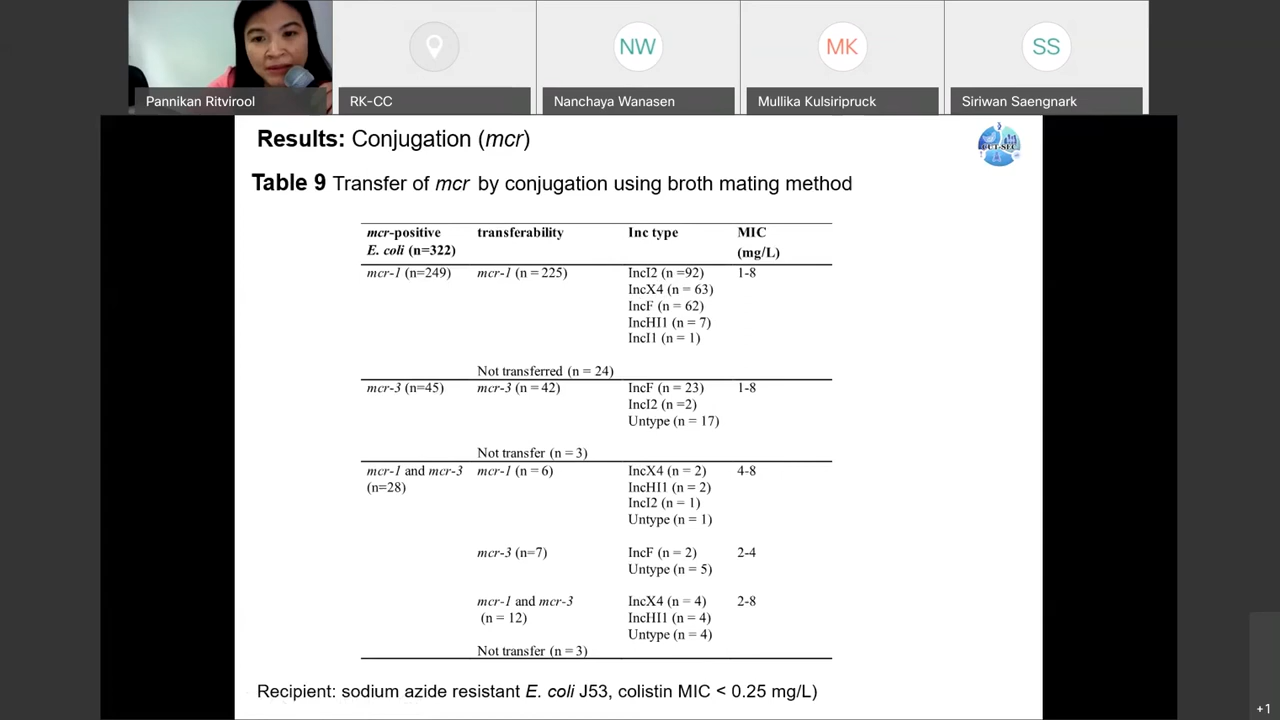 NW
MK
SS
Pannikan Ritvirool
RK-CC
Nanchaya Wanasen
Mullika Kulsiripruck
Siriwan Saengnark
Results: Conjugation (mcr)
Table 9 Transfer of mcr by conjugation using broth mating method
mcr-positive transferability Inc type MIC
E. coli (n=322) (mg/L)
mcr-1 (n=249) mcr-1 (n = 225) IncI2 (n =92) 1-8
IncX4 (n = 63)
IncF (n = 62)
IncHI1 (n = 7)
IncI1 (n = 1)
Not transferred (n = 24)
mcr-3 (n=45) mcr-3 (n = 42) IncF (n = 23) 1-8
IncI2 (n =2)
Untype (n = 17)
Not transfer (n = 3)
mcr-1 and mcr-3 mcr-1 (n = 6) IncX4 (n = 2) 4-8
(n=28) IncHI1 (n = 2)
IncI2 (n = 1)
Untype (n = 1)
mcr-3 (n=7) IncF (n = 2) 2-4
Untype (n = 5)
mcr-1 and mcr-3 IncX4 (n = 4) 2-8
(n = 12) IncHI1 (n = 4)
Untype (n = 4)
Not transfer (n = 3)
Recipient: sodium azide resistant E. coli J53, colistin MIC < 0.25 mg/L)
+1